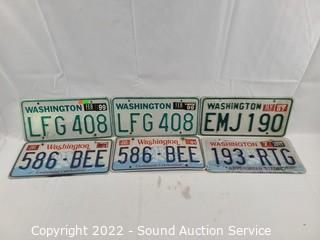 WASHINGTON
99
LFG 408
WASHINGTON
LFG 408
WASHINGTON
EMJ 190
Washington
586·BEE
Washington
586·BEE
WASHINGTON
193·RTG
Copyright 2022 - Sound Auction Service